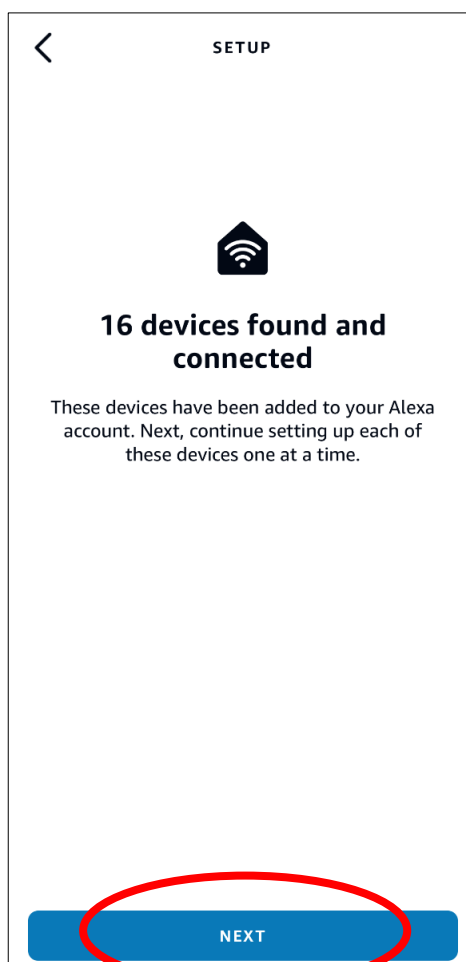 SETUP
16 devices found and
connected
These devices have been added to your Alexa
account. Next, continue setting up each of
these devices one at a time.
NEXT